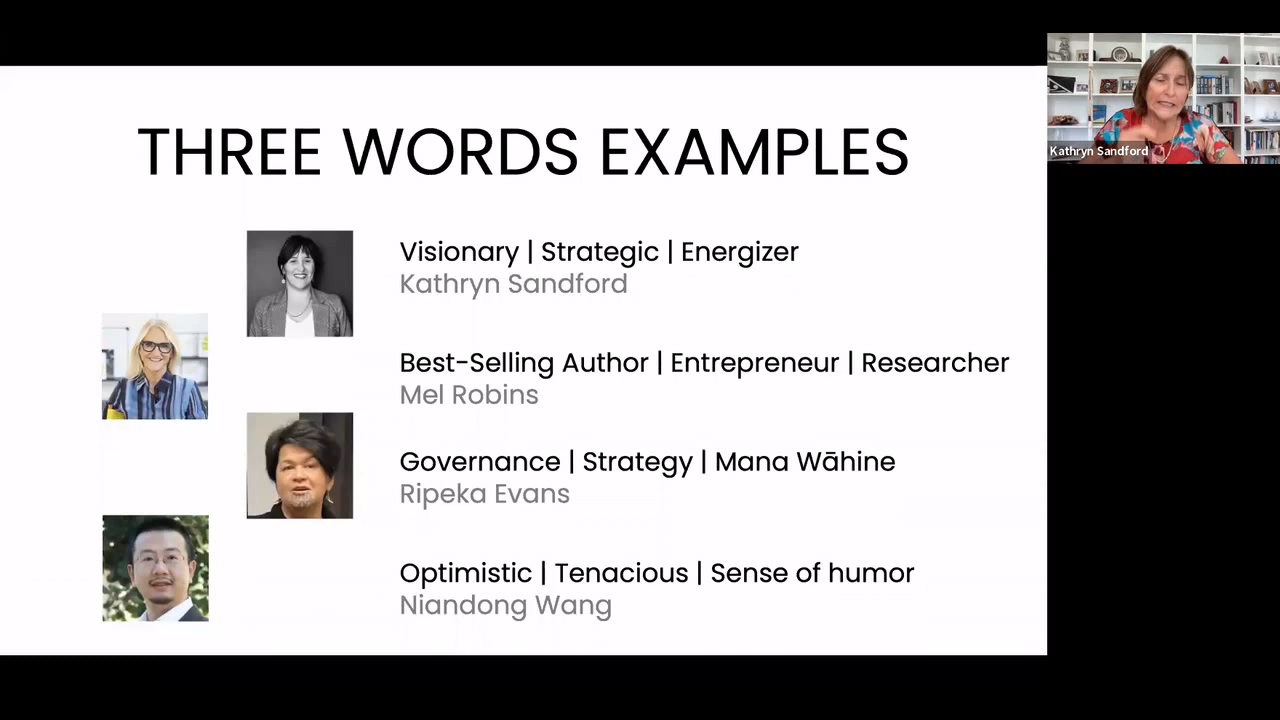 THREE WORDS EXAMPLES
Visionary | Strategic | Energizer
Kathryn Sandford
Best-Selling Author | Entrepreneur | Researcher
Mel Robins
Governance | Strategy | Mana Wāhine
Ripeka Evans
Optimistic | Tenacious | Sense of humor
Niandong Wang
Kathryn Sandford